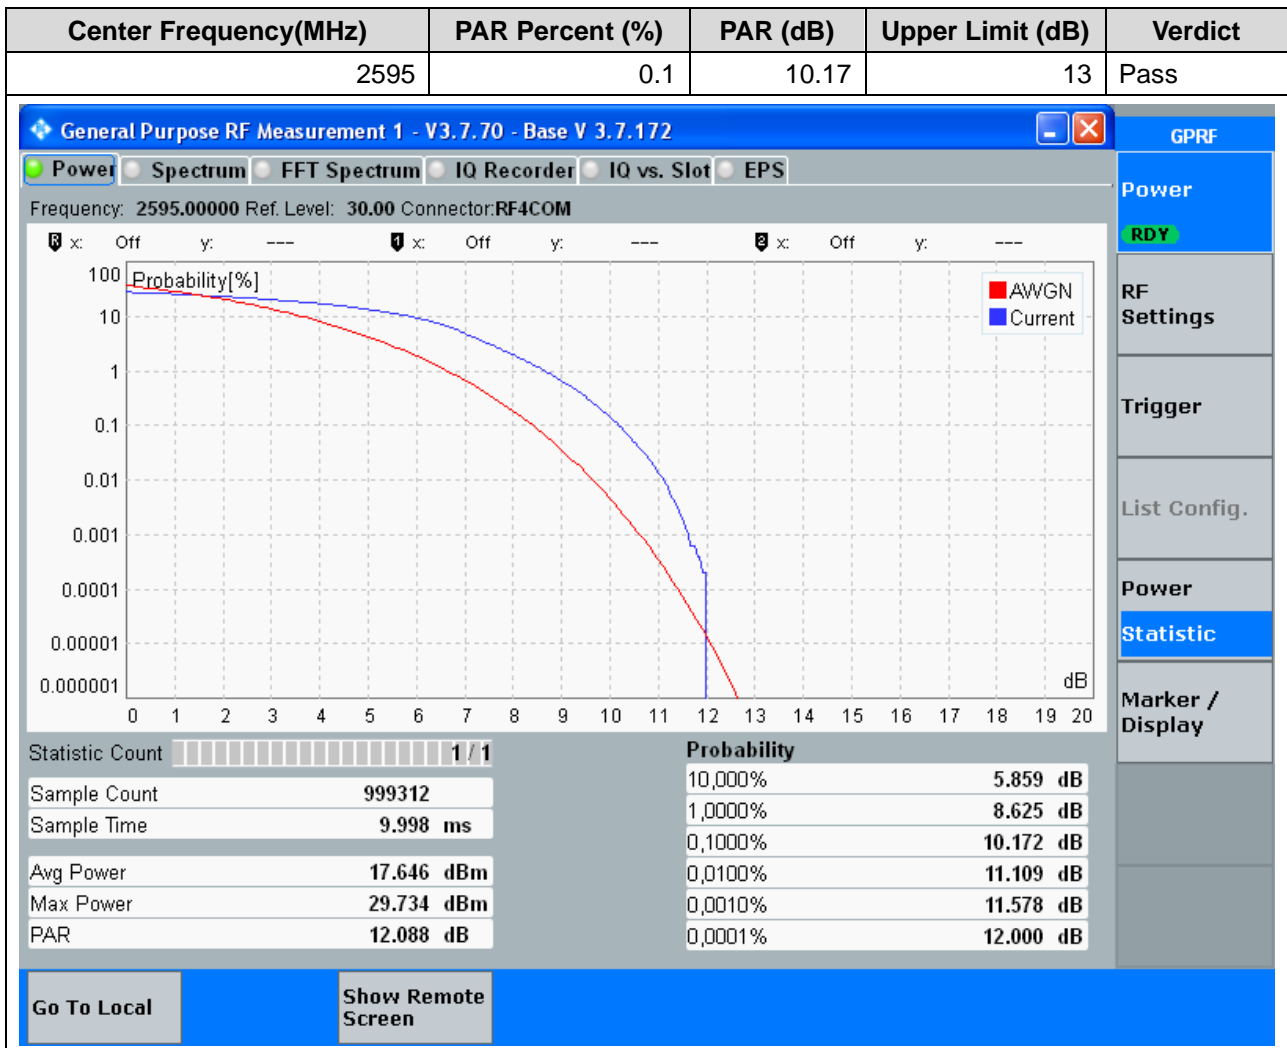 Center Frequency(MHz) PAR Percent (%) PAR (dB) Upper Limit (dB) Verdict
2595 0.1 10.17 13 Pass
General Purpose RF Measurement 1 - V3.7.70 - Base V 3.7.172
GPRF
Power Spectrum FFT Spectrum IQ Recorder IQ vs. Slot EPS
Power
RDY
Frequency: 2595.00000 Ref. Level: 30.00 Connector:RF4COM
R x: Off y: --- 1 x: Off y: --- 2 x: Off y: ---
Probability[%]
AWGN
Current
100
10
1
0.1
0.01
0.001
0.0001
0.00001
0.000001
dB
0 1 2 3 4 5 6 7 8 9 10 11 12 13 14 15 16 17 18 19 20
RF
Settings
Trigger
List Config.
Power
Statistic
Marker /
Display
Statistic Count 1 / 1
Sample Count 999312
Sample Time 9.998 ms
Avg Power 17.646 dBm
Max Power 29.734 dBm
PAR 12.088 dB
Probability
10,000% 5.859 dB
1,0000% 8.625 dB
0,1000% 10.172 dB
0,0100% 11.109 dB
0,0010% 11.578 dB
0,0001% 12.000 dB
Go To Local
Show Remote
Screen